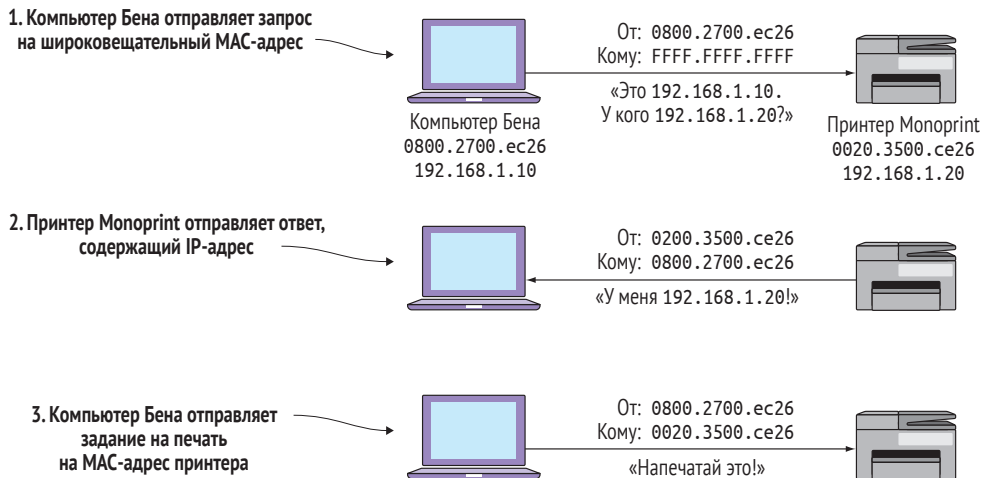 1. Компьютер Бена отправляет запрос
на широковещательный MAC-адрес
От: 0800.2700.ec26
Кому: FFFF.FFFF.FFFF
«Это 192.168.1.10.
У кого 192.168.1.20?»
Компьютер Бена
0800.2700.ec26
192.168.1.10
Принтер Monoprint
0020.3500.ce26
192.168.1.20
2. Принтер Monoprint отправляет ответ,
содержащий IP-адрес
От: 0200.3500.ce26
Кому: 0800.2700.ec26
«У меня 192.168.1.20!»
3. Компьютер Бена отправляет
задание на печать
на MAC-адрес принтера
От: 0800.2700.ec26
Кому: 0020.3500.ce26
«Напечатай это!»